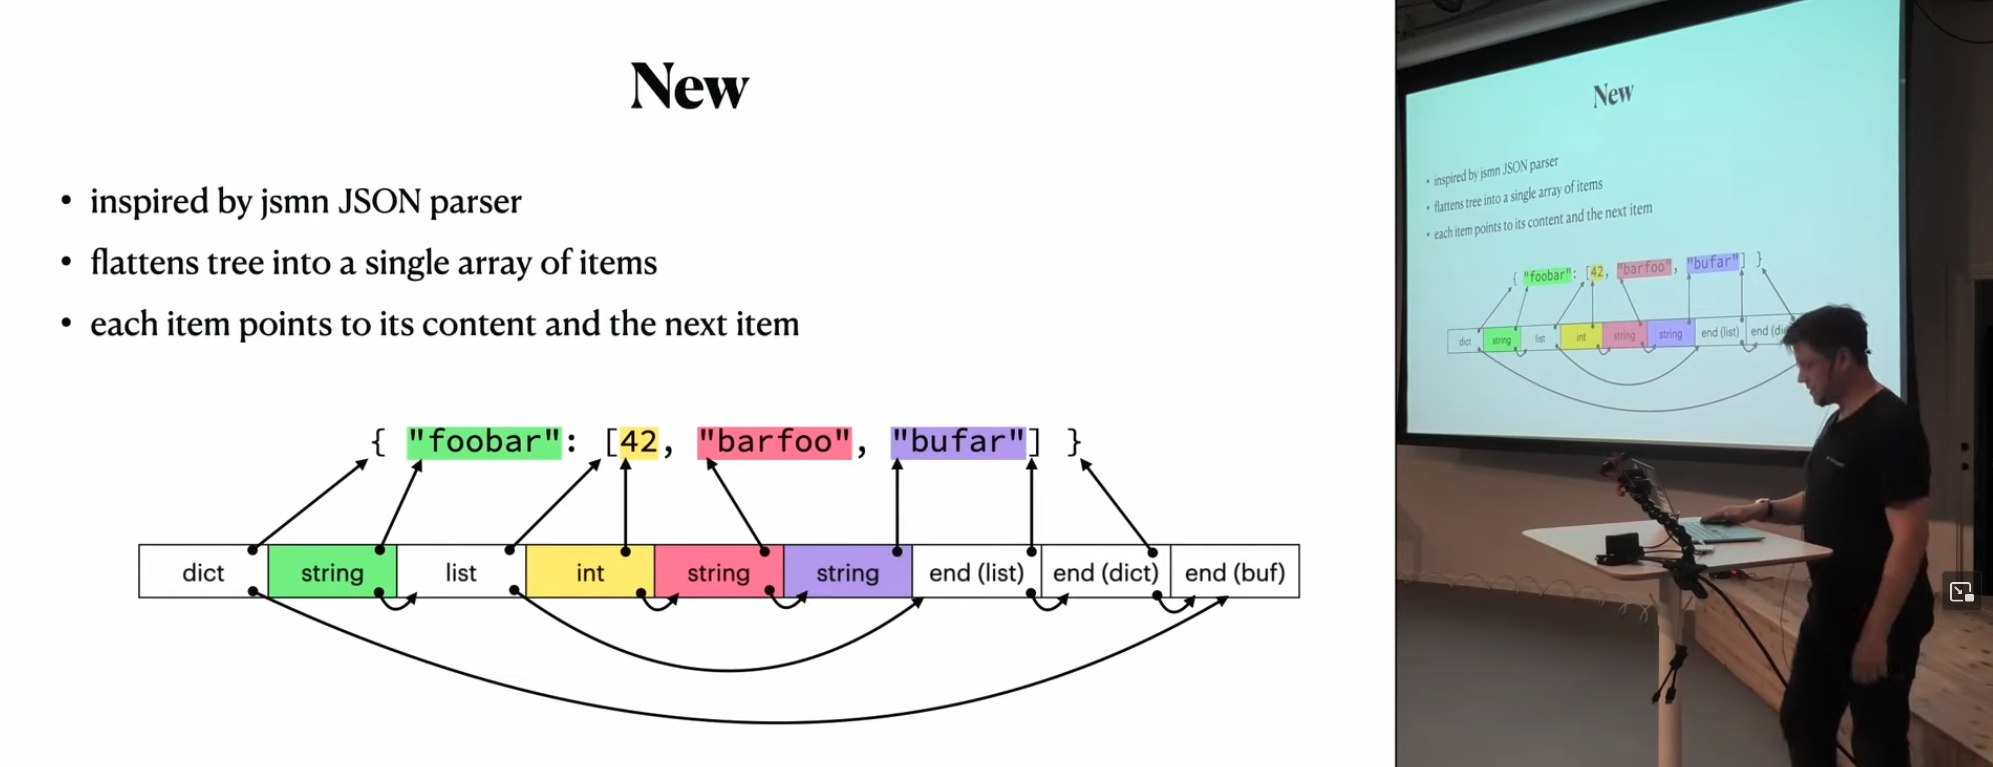 New
• inspired by jsmn JSON parser
• flattens tree into a single array of items
• each item points to its content and the next item
{ "foobar": [42, "barfoo", "bufar"] }
dict string list int string string end (list) end (dict) end (buf)
New
• inspired by jsmn JSON parser
• flattens tree into a single array of items
• each item points to its content and the next item
{ "foobar": [42, "barfoo", "bufar"] }
dict string list int string string end (list) end